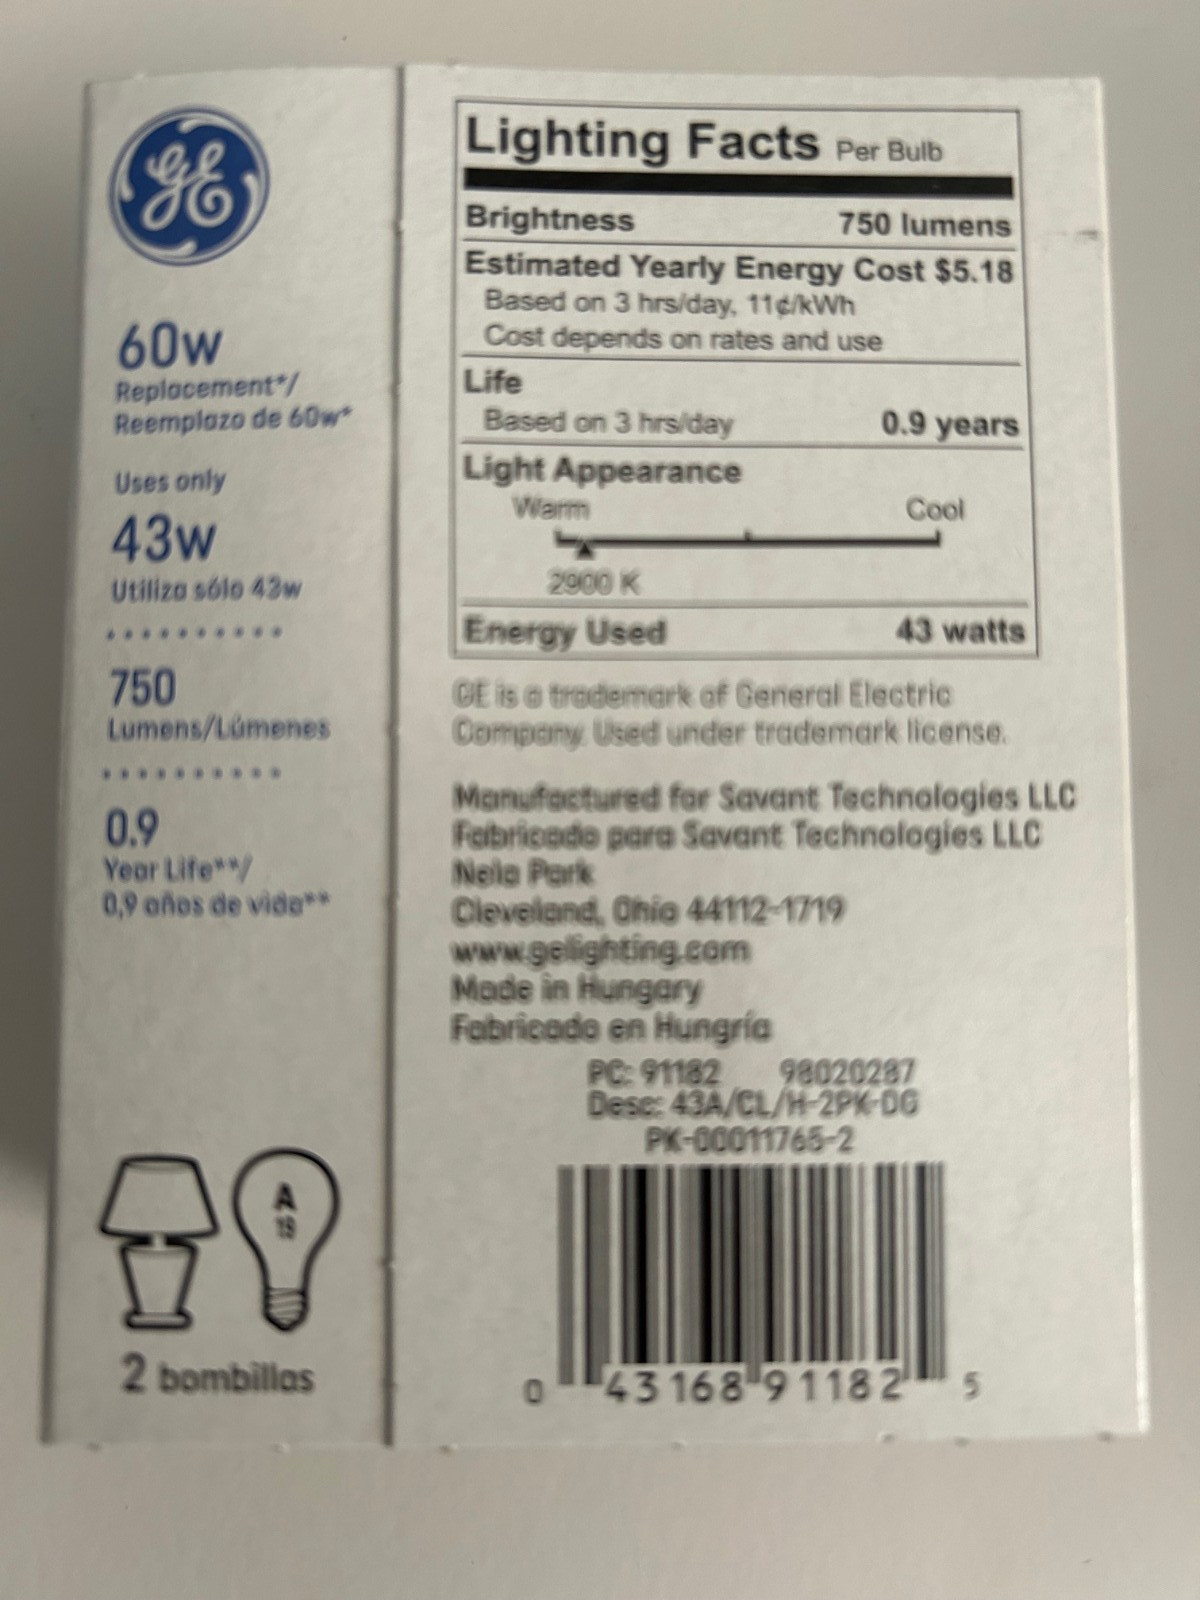 GE
60w
Replacement*/
Reemplazo de 60w*
Uses only
43w
Utiliza sólo 43w
750
Lumens/Lúmenes
0.9
Year Life**/
0,9 años de vida**
A
19
2 bombillas
Lighting Facts Per Bulb
Brightness 750 lumens
Estimated Yearly Energy Cost $5.18
Based on 3 hrs/day, 11¢/kWh
Cost depends on rates and use
Life
Based on 3 hrs/day 0.9 years
Light Appearance
Warm Cool
2900 K
Energy Used 43 watts
GE is a trademark of General Electric
Company. Used under trademark license.
Manufactured for Savant Technologies LLC
Fabricado para Savant Technologies LLC
Nela Park
Cleveland, Ohio 44112-1719
www.gelighting.com
Made in Hungary
Fabricado en Hungría
PC: 91182 98020287
Desc: 43A/CL/H-2PK-DG
PK-00011765-2
0 43168 91182 5